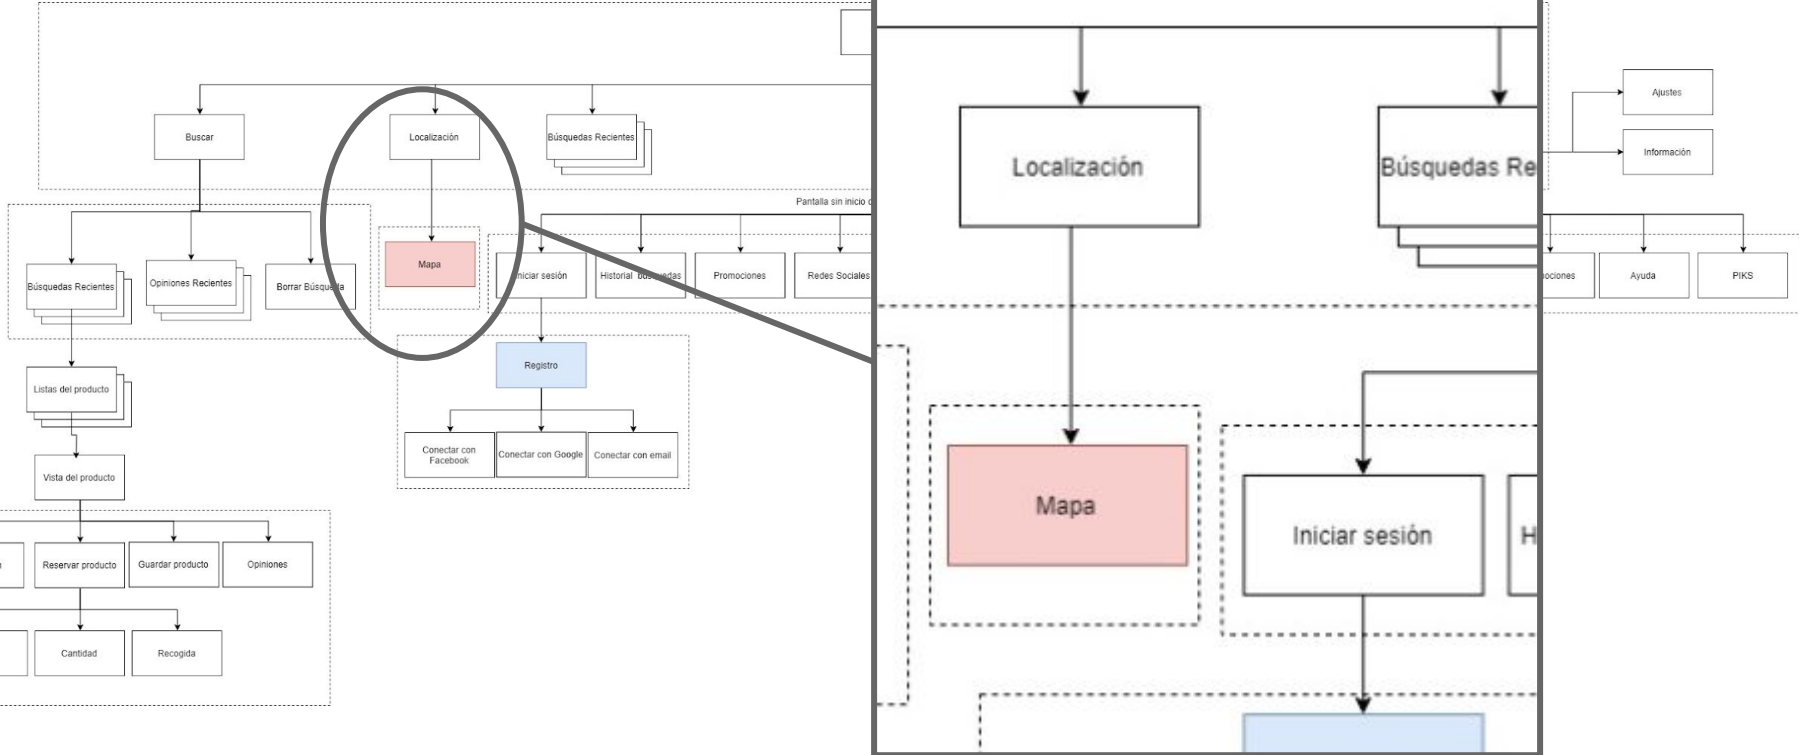 Buscar
Localización
Búsquedas Recientes
Pantalla sin inicio
Búsquedas Recientes
Opiniones Recientes
Borrar Búsqueda
Mapa
Iniciar sesión
Historial búsquedas
Promociones
Redes Sociales
Registro
Conectar con
Facebook
Conectar con Google
Conectar con email
Listas del producto
Vista del producto
Reservar producto
Guardar producto
Opiniones
Cantidad
Recogida
Localización
Búsquedas Re
Mapa
Iniciar sesión
H
Ajustes
Información
ociones
Ayuda
PIKS